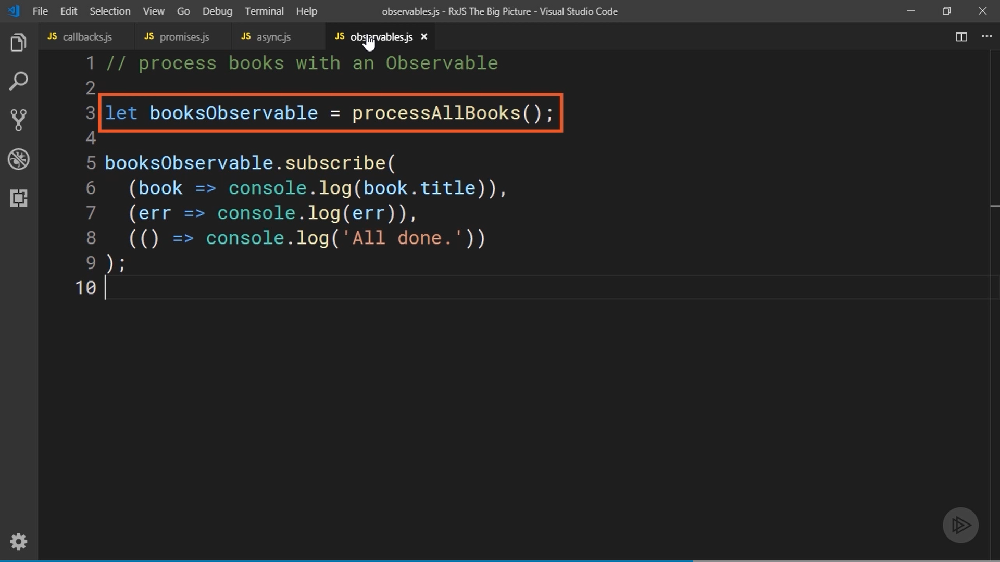 File Edit Selection View Go Debug Terminal Help observables.js - RxJS The Big Picture - Visual Studio Code
JS callbacks.js JS promises.js JS async.js JS observables.js
1 // process books with an Observable
2
3 let booksObservable = processAllBooks();
4
5 booksObservable.subscribe(
6 (book => console.log(book.title)),
7 (err => console.log(err)),
8 (() => console.log('All done.'))
9 );
10